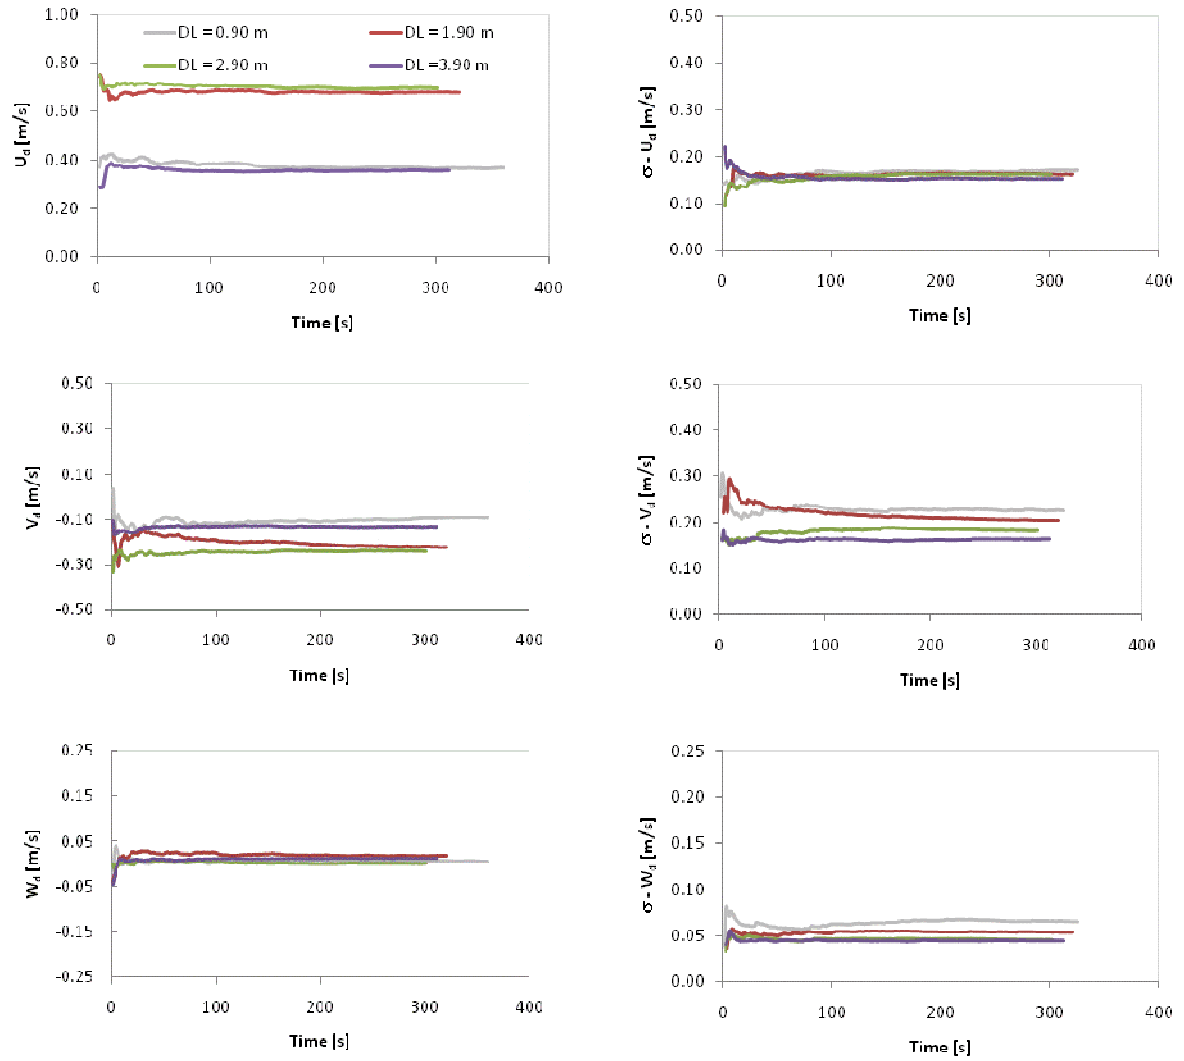 1.00
0.80
0.60
0.40
0.20
0.00
U_d [m/s]
DL = 0.90 m
DL = 1.90 m
DL = 2.90 m
DL = 3.90 m
0 100 200 300 400
Time [s]
0.50
0.40
0.30
0.20
0.10
0.00
σ - U_d [m/s]
0 100 200 300 400
Time [s]
0.50
0.30
0.10
-0.10
-0.30
-0.50
V_d [m/s]
0 100 200 300 400
Time [s]
0.50
0.40
0.30
0.20
0.10
0.00
σ - V_d [m/s]
0 100 200 300 400
Time [s]
0.25
0.15
0.05
-0.05
-0.15
-0.25
W_d [m/s]
0 100 200 300 400
Time [s]
0.25
0.20
0.15
0.10
0.05
0.00
σ - W_d [m/s]
0 100 200 300 400
Time [s]